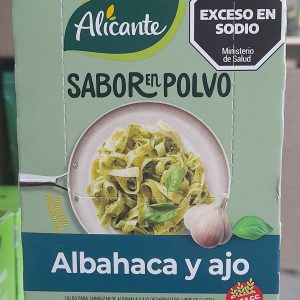 Alicante
EXCESO EN
SODIO
Ministerio
de Salud
SABOR EN POLVO
Albahaca y ajo